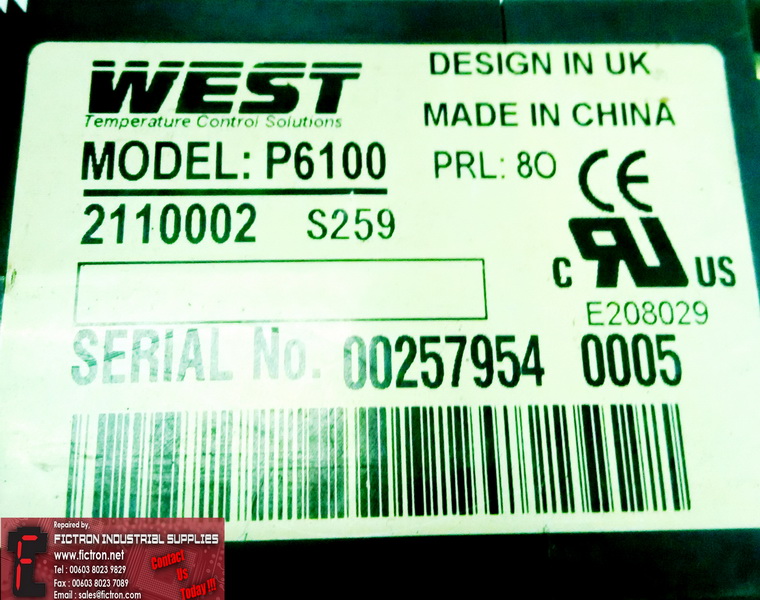 WEST
Temperature Control Solutions
DESIGN IN UK
MADE IN CHINA
MODEL: P6100
PRL: 80
CE
2110002 S259
C RU US
E208029
SERIAL No. 00257954 0005
Repaired by,
FICTRON INDUSTRIAL SUPPLIES
www.fictron.net
Tel : 00603 8023 9829
Fax : 00603 8023 7089
Email : sales@fictron.com
Contact
Us
Today !!!